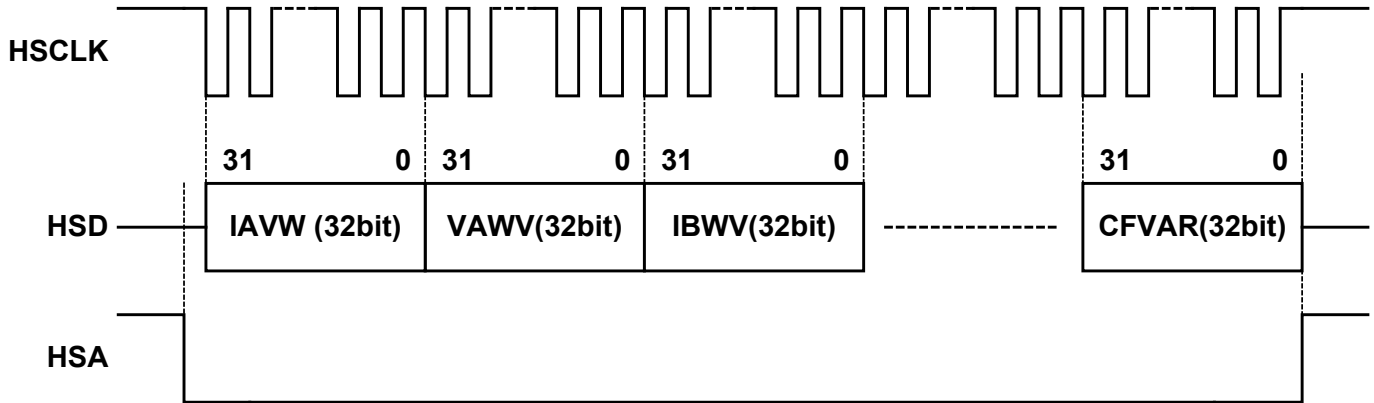 HSCLK
31 0 31 0 31 0 31 0
HSD IAVW (32bit) VAWV(32bit) IBWV(32bit) CFVAR(32bit)
HSA